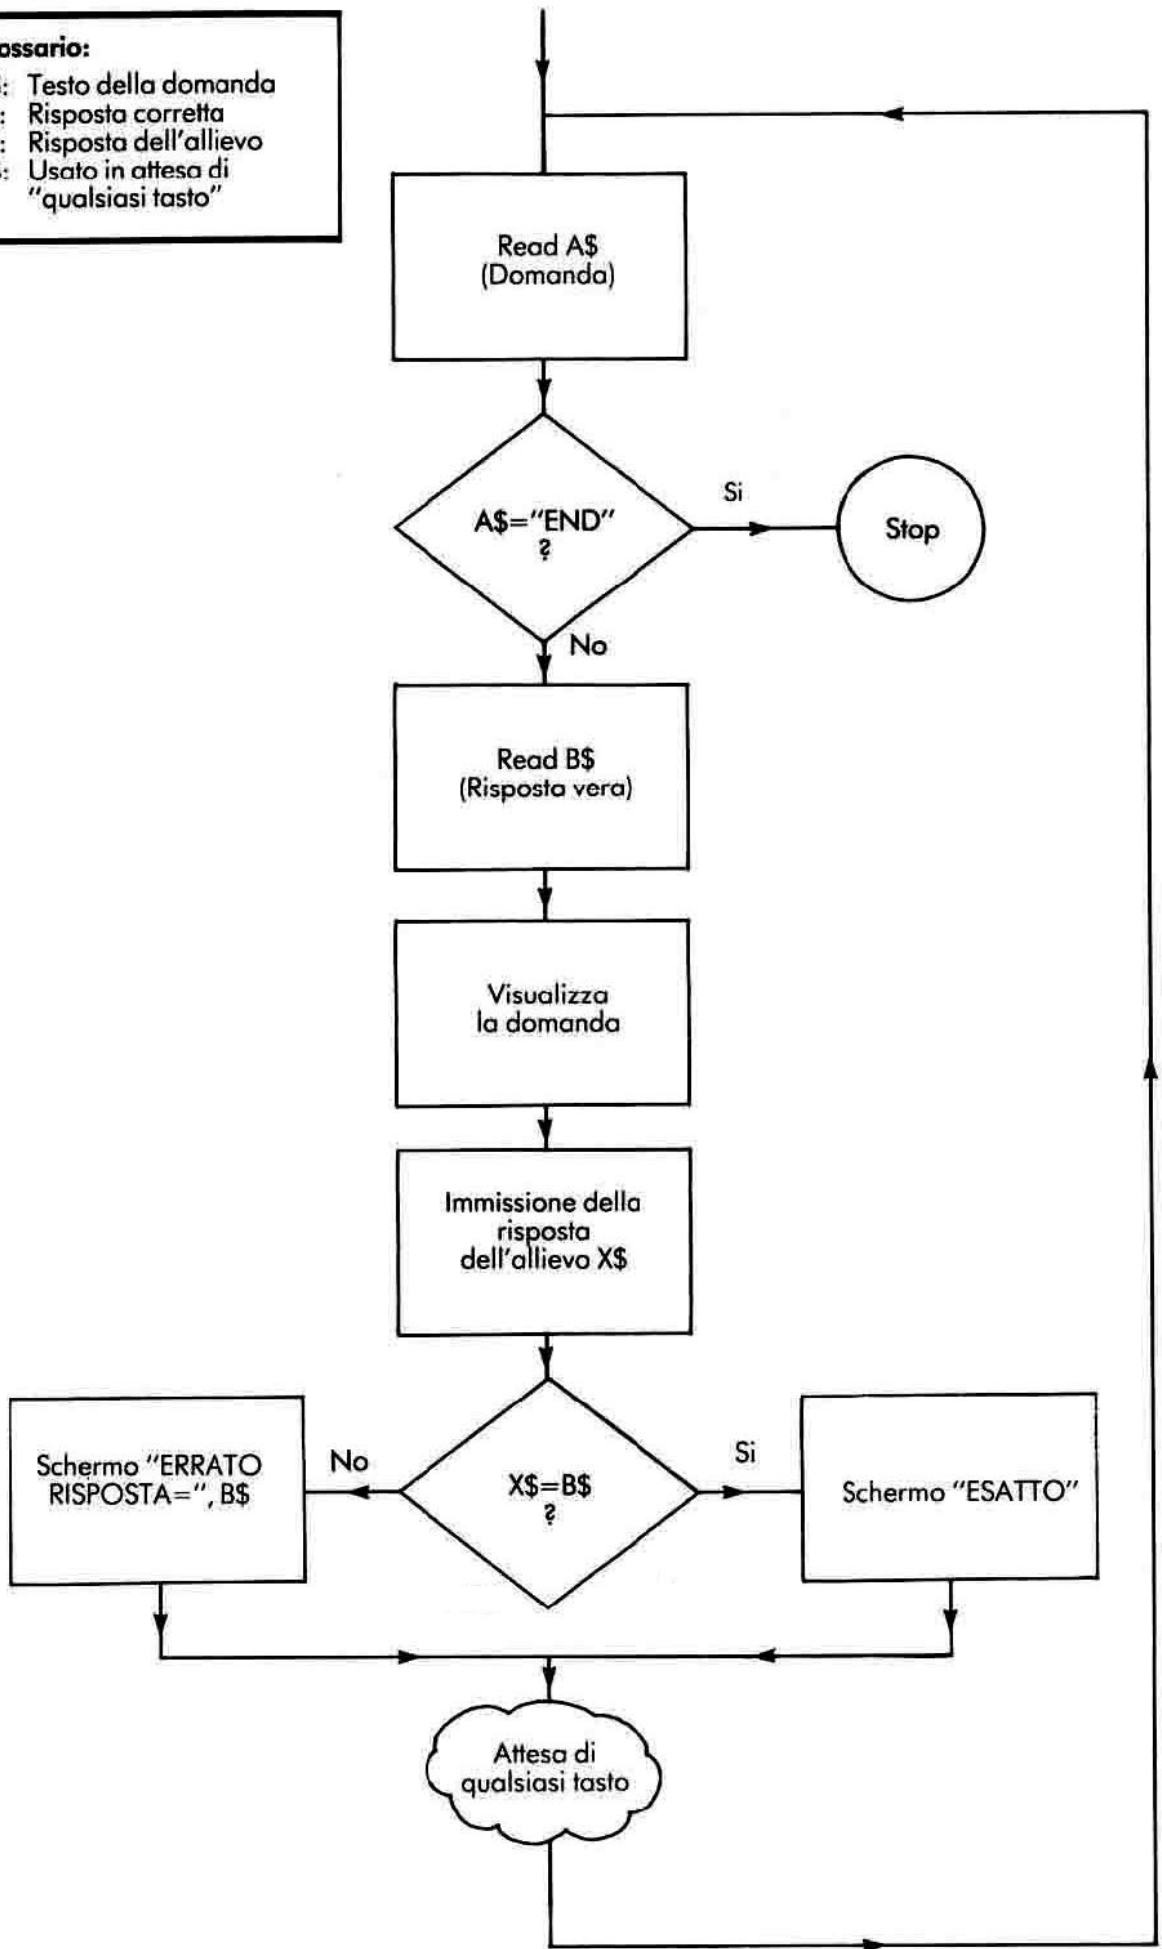 ossario:
: Testo della domanda
: Risposta corretta
: Risposta dell'allievo
: Usato in attesa di
"qualsiasi tasto"
Read A$
(Domanda)
A$="END"
?
Si
Stop
No
Read B$
(Risposta vera)
Visualizza
la domanda
Immissione della
risposta
dell'allievo X$
Schermo "ERRATO
RISPOSTA=", B$
No
X$=B$
?
Si
Schermo "ESATTO"
Attesa di
qualsiasi tasto